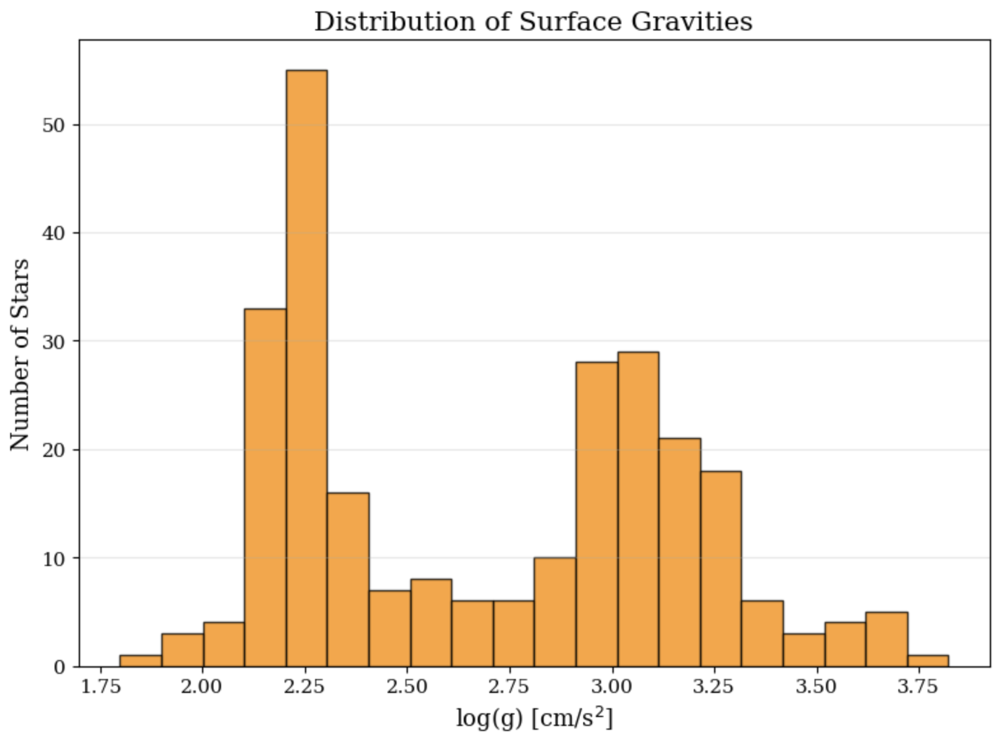 Distribution of Surface Gravities
Number of Stars
50
40
30
20
10
0
1.75 2.00 2.25 2.50 2.75 3.00 3.25 3.50 3.75
log(g) [cm/s²]